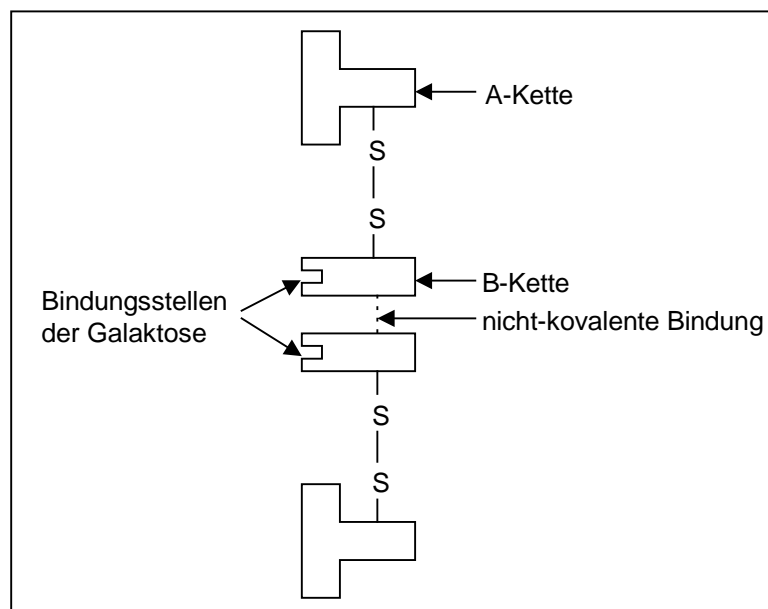 A-Kette
S
S
B-Kette
Bindungsstellen
der Galaktose
nicht-kovalente Bindung
S
S